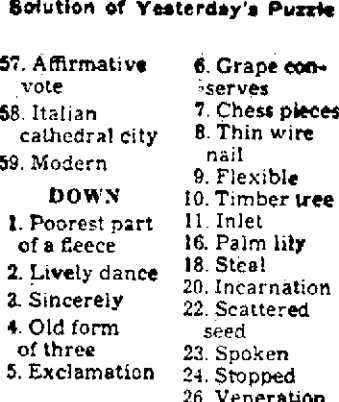 Solution of Yesterday's Puzzle
57. Affirmative
vote
58. Italian
cathedral city
59. Modern
DOWN
1. Poorest part
of a fleece
2. Lively dance
3. Sincerely
4. Old form
of three
5. Exclamation
6. Grape con-
serves
7. Chess pieces
8. Thin wire
nail
9. Flexible
10. Timber tree
11. Inlet
16. Palm lily
18. Steal
20. Incarnation
22. Scattered
seed
23. Spoken
24. Stopped
26. Veneration